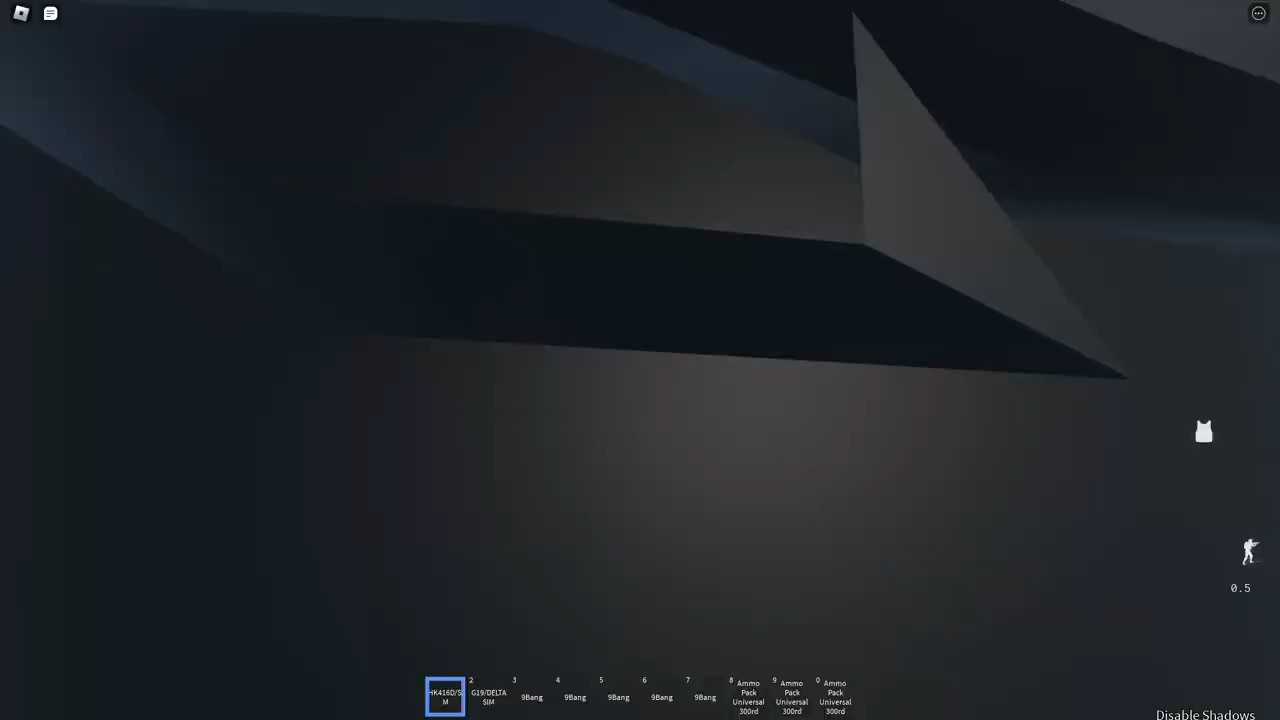 0.5
2
3
4
5
6
7
8
9
0
HK416D/SI
M
G19/DELTA
SIM
9Bang
9Bang
9Bang
9Bang
9Bang
Ammo
Pack
Universal
300rd
Ammo
Pack
Universal
300rd
Ammo
Pack
Universal
300rd
Disable Shadows